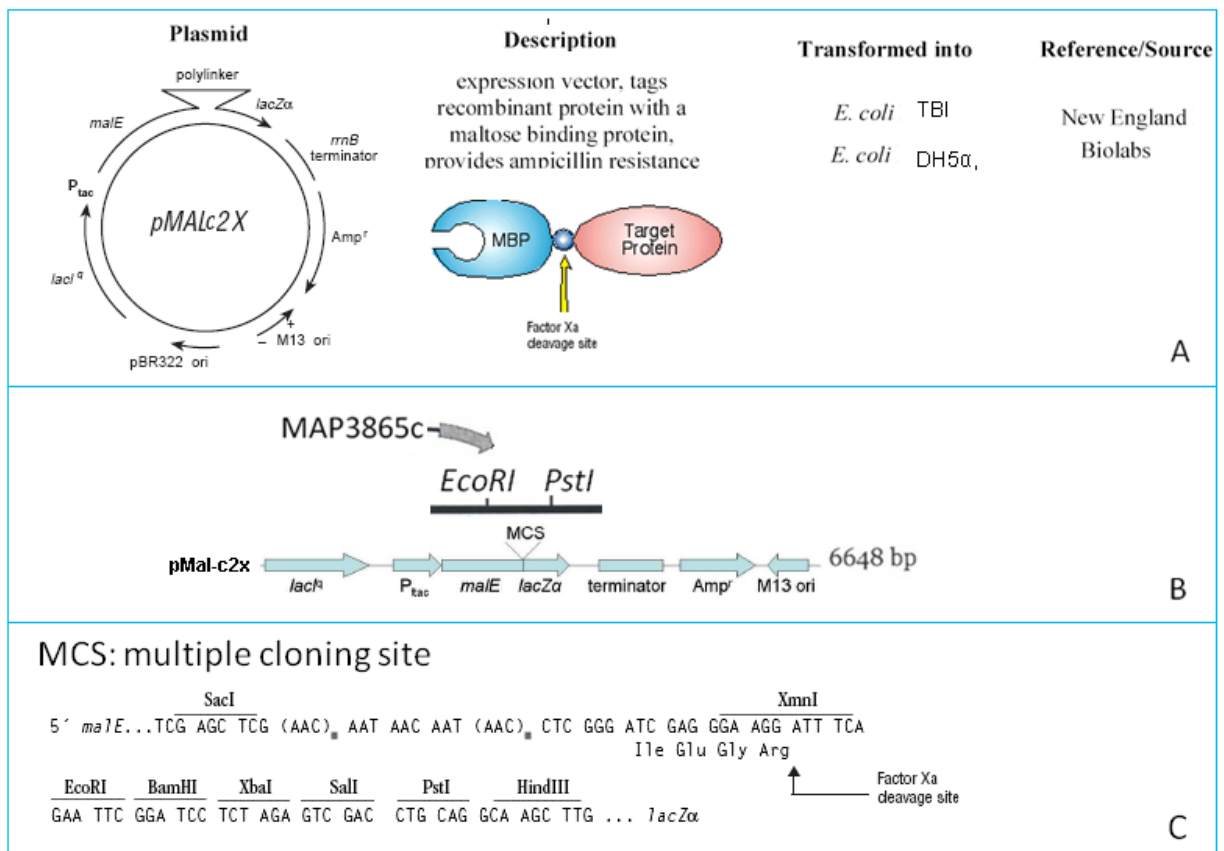 Plasmid
polylinker
malE
lacZα
rrnB
terminator
Ptac
pMALc2X
Ampr
lacIq
+
– M13 ori
pBR322 ori
Description
expression vector, tags
recombinant protein with a
maltose binding protein,
provides ampicillin resistance
MBP
Target
Protein
Factor Xa
cleavage site
Transformed into
E. coli TBI
E. coli DH5α,
Reference/Source
New England
Biolabs
A
MAP3865c
EcoRI PstI
MCS
pMal-c2x
6648 bp
lacIq Ptac malE lacZα terminator Ampr M13 ori
B
MCS: multiple cloning site
SacI XmnI
5´ malE...TCG AGC TCG (AAC) AAT AAC AAT (AAC) CTC GGG ATC GAG GGA AGG ATT TCA
Ile Glu Gly Arg
Factor Xa
cleavage site
EcoRI BamHI XbaI SalI PstI HindIII
GAA TTC GGA TCC TCT AGA GTC GAC CTG CAG GCA AGC TTG ... lacZα
C